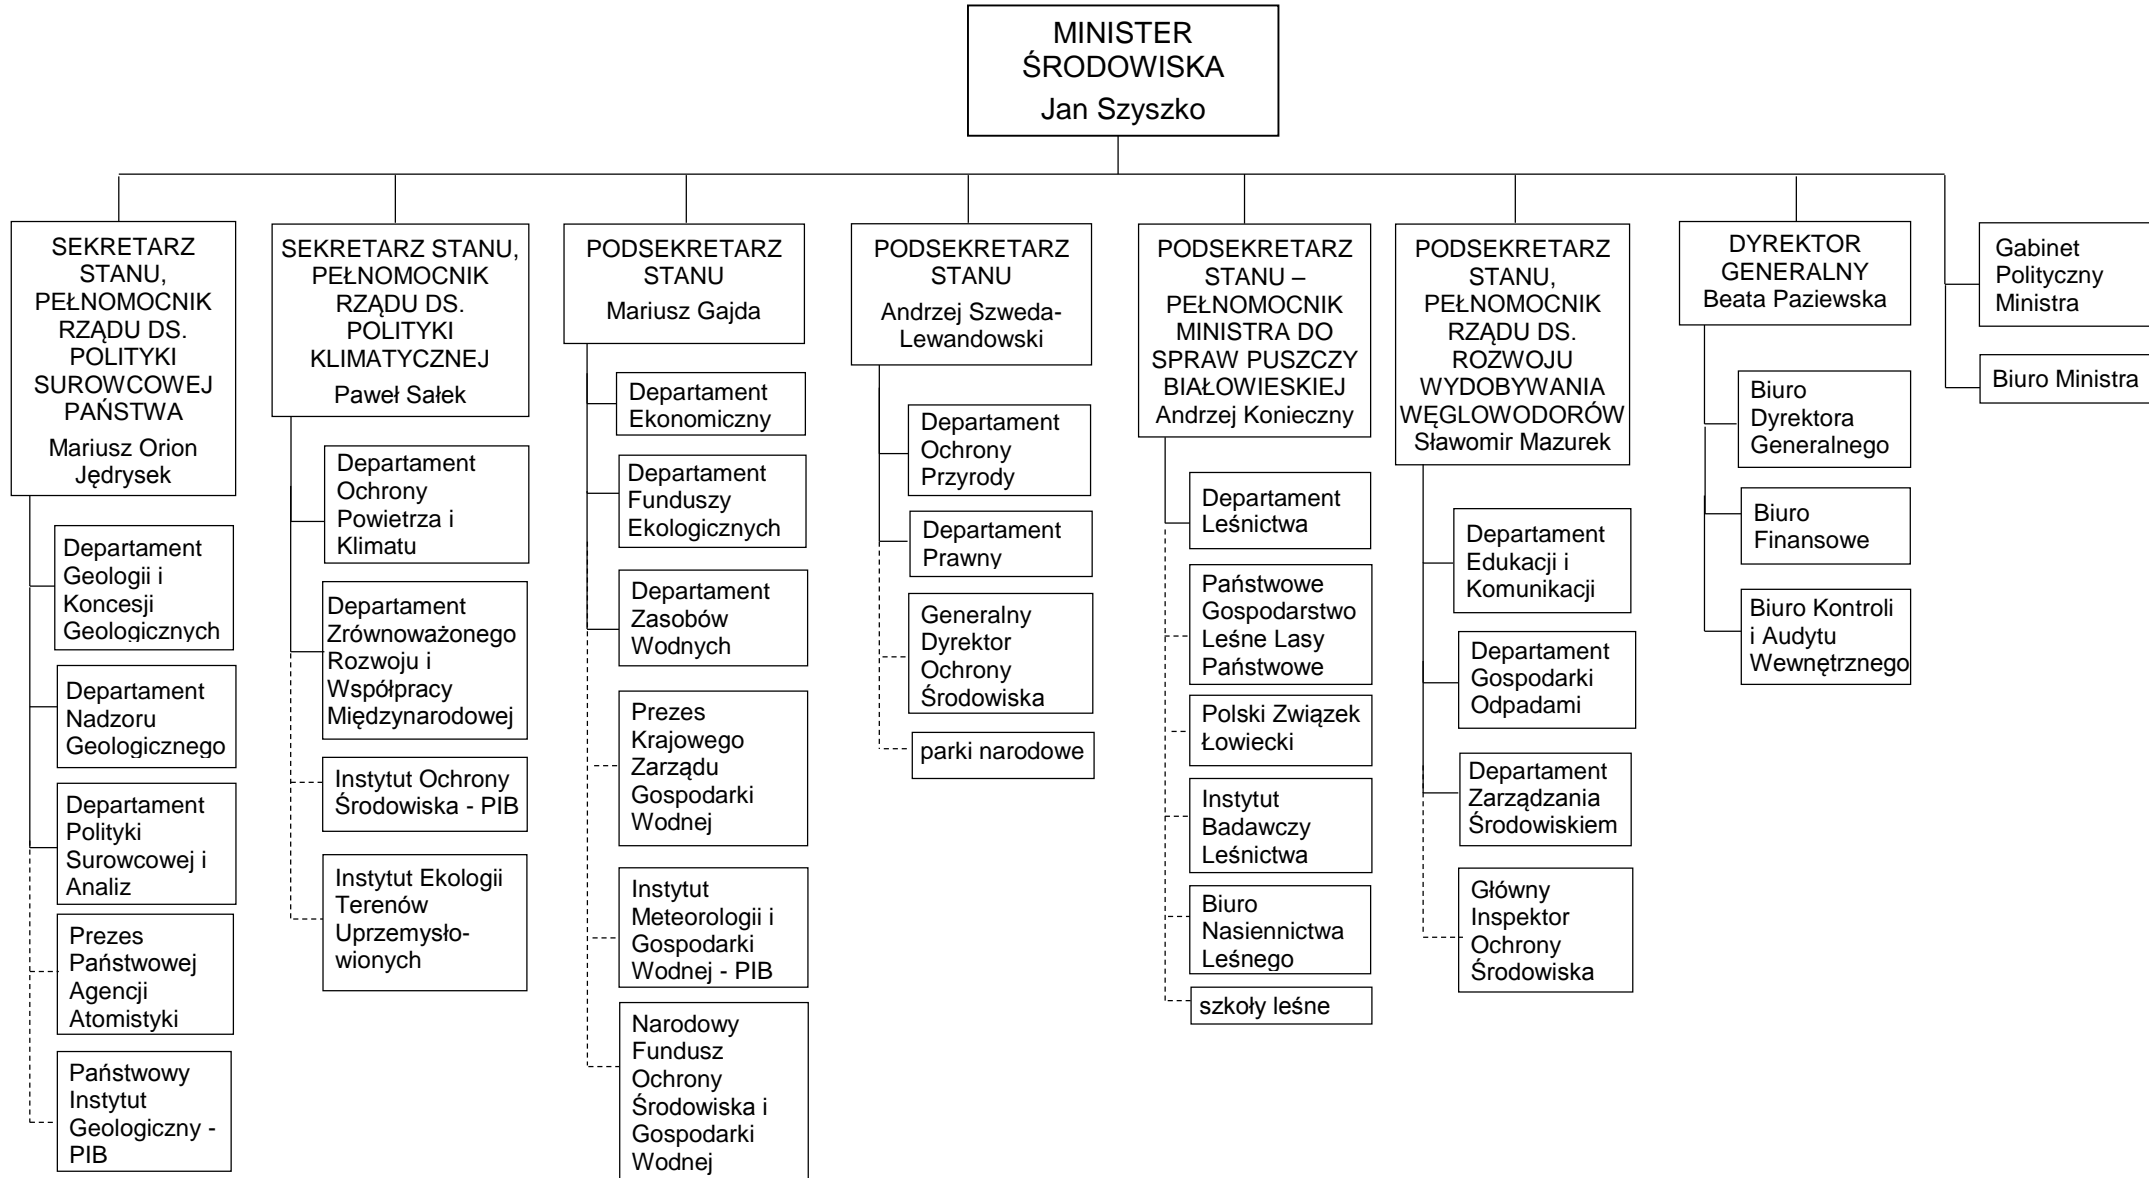 MINISTER
ŚRODOWISKA
Jan Szyszko
SEKRETARZ
STANU,
PEŁNOMOCNIK
RZĄDU DS.
POLITYKI
SUROWCOWEJ
PAŃSTWA
Mariusz Orion
Jędrysek
Departament
Geologii i
Koncesji
Geologicznych
Departament
Nadzoru
Geologicznego
Departament
Polityki
Surowcowej i
Analiz
Prezes
Państwowej
Agencji
Atomistyki
Państwowy
Instytut
Geologiczny -
PIB
SEKRETARZ STANU,
PEŁNOMOCNIK
RZĄDU DS.
POLITYKI
KLIMATYCZNEJ
Paweł Sałek
Departament
Ochrony
Powietrza i
Klimatu
Departament
Zrównoważonego
Rozwoju i
Współpracy
Międzynarodowej
Instytut Ochrony
Środowiska - PIB
Instytut Ekologii
Terenów
Uprzemysło-
wionych
PODSEKRETARZ
STANU
Mariusz Gajda
Departament
Ekonomiczny
Departament
Funduszy
Ekologicznych
Departament
Zasobów
Wodnych
Prezes
Krajowego
Zarządu
Gospodarki
Wodnej
Instytut
Meteorologii i
Gospodarki
Wodnej - PIB
Narodowy
Fundusz
Ochrony
Środowiska i
Gospodarki
Wodnej
PODSEKRETARZ
STANU
Andrzej Szweda-
Lewandowski
Departament
Ochrony
Przyrody
Departament
Prawny
Generalny
Dyrektor
Ochrony
Środowiska
parki narodowe
PODSEKRETARZ
STANU –
PEŁNOMOCNIK
MINISTRA DO
SPRAW PUSZCZY
BIAŁOWIESKIEJ
Andrzej Konieczny
Departament
Leśnictwa
Państwowe
Gospodarstwo
Leśne Lasy
Państwowe
Polski Związek
Łowiecki
Instytut
Badawczy
Leśnictwa
Biuro
Nasiennictwa
Leśnego
szkoły leśne
PODSEKRETARZ
STANU,
PEŁNOMOCNIK
RZĄDU DS.
ROZWOJU
WYDOBYWANIA
WĘGLOWODORÓW
Sławomir Mazurek
Departament
Edukacji i
Komunikacji
Departament
Gospodarki
Odpadami
Departament
Zarządzania
Środowiskiem
Główny
Inspektor
Ochrony
Środowiska
DYREKTOR
GENERALNY
Beata Paziewska
Biuro
Dyrektora
Generalnego
Biuro
Finansowe
Biuro Kontroli
i Audytu
Wewnętrznego
Gabinet
Polityczny
Ministra
Biuro Ministra